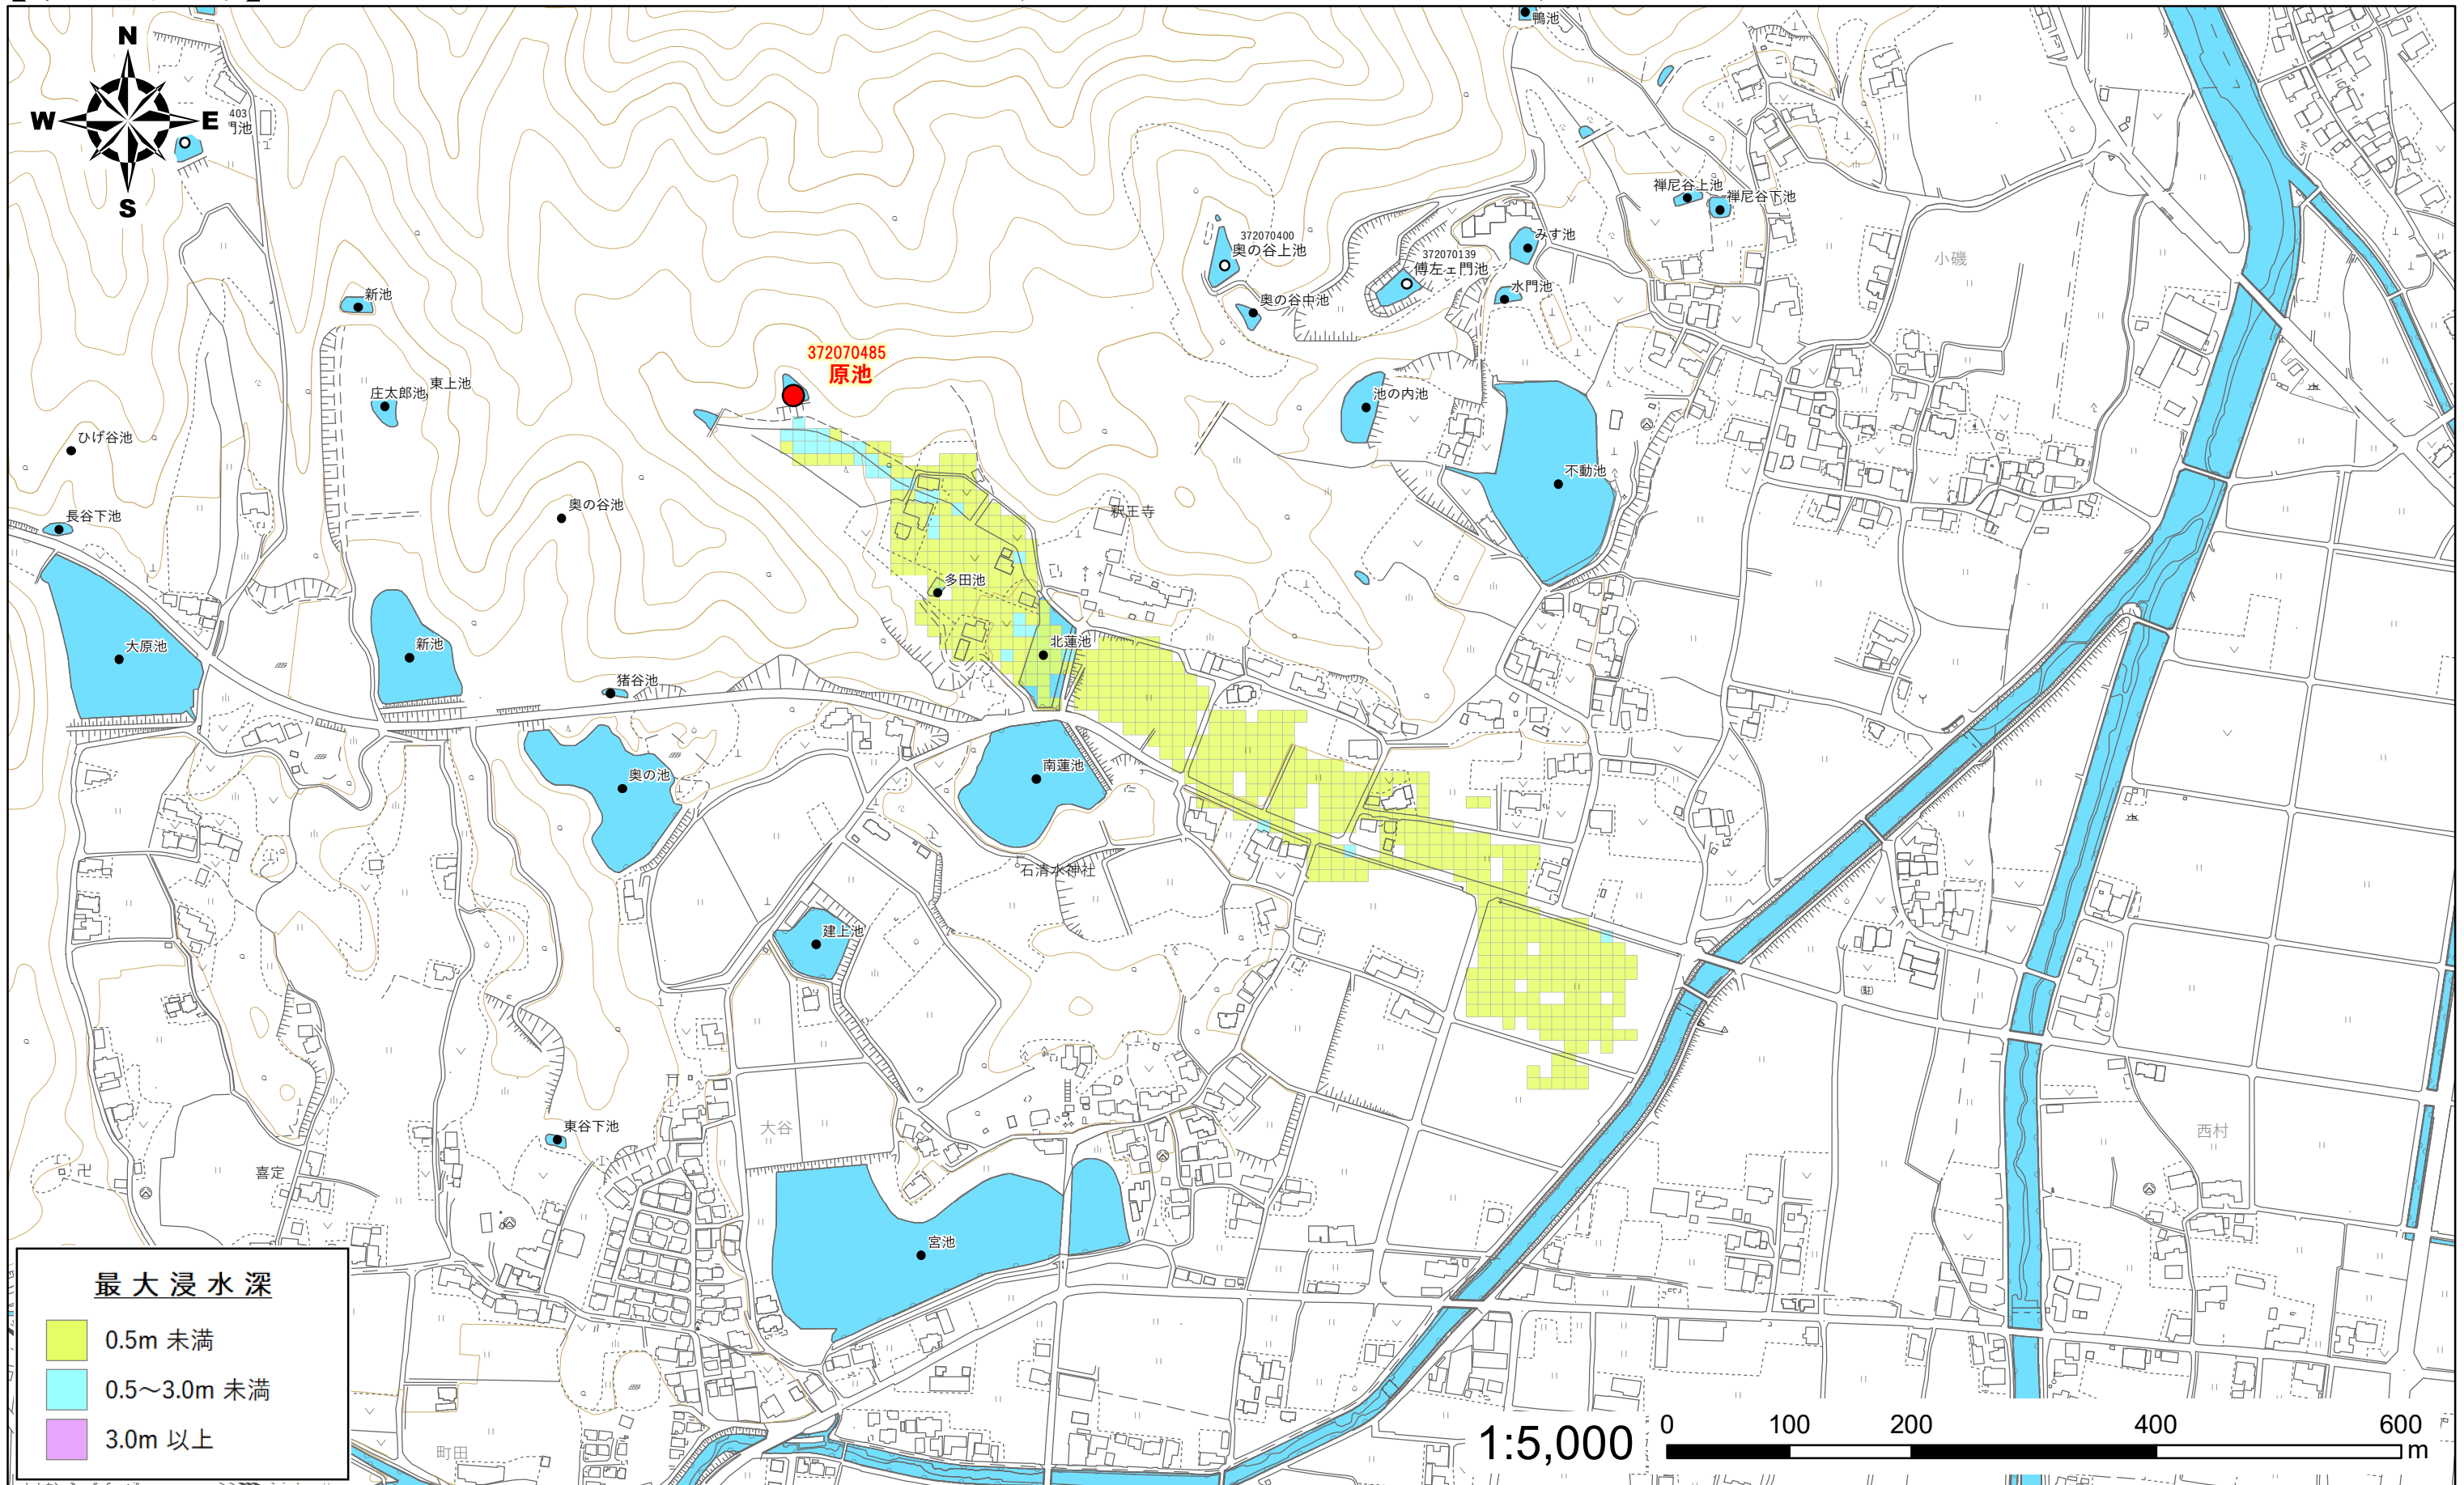 N
W
E
S
403
鴨池
禅尼谷上池
禅尼谷下池
372070400
奥の谷上池
みす池
372070139
傅左ェ門池
小磯
水門池
奥の谷中池
新池
372070485
原池
庄太郎池
東上池
池の内池
ひげ谷池
不動池
奥の谷池
釈王寺
長谷下池
多田池
大原池
新池
北蓮池
猪谷池
奥の池
南蓮池
石清水神社
建上池
(駐)
東谷下池
大谷
西村
喜定
宮池
町田
最大浸水深
0.5m 未満
0.5～3.0m 未満
3.0m 以上
1:5,000
0 100 200 400 600
m